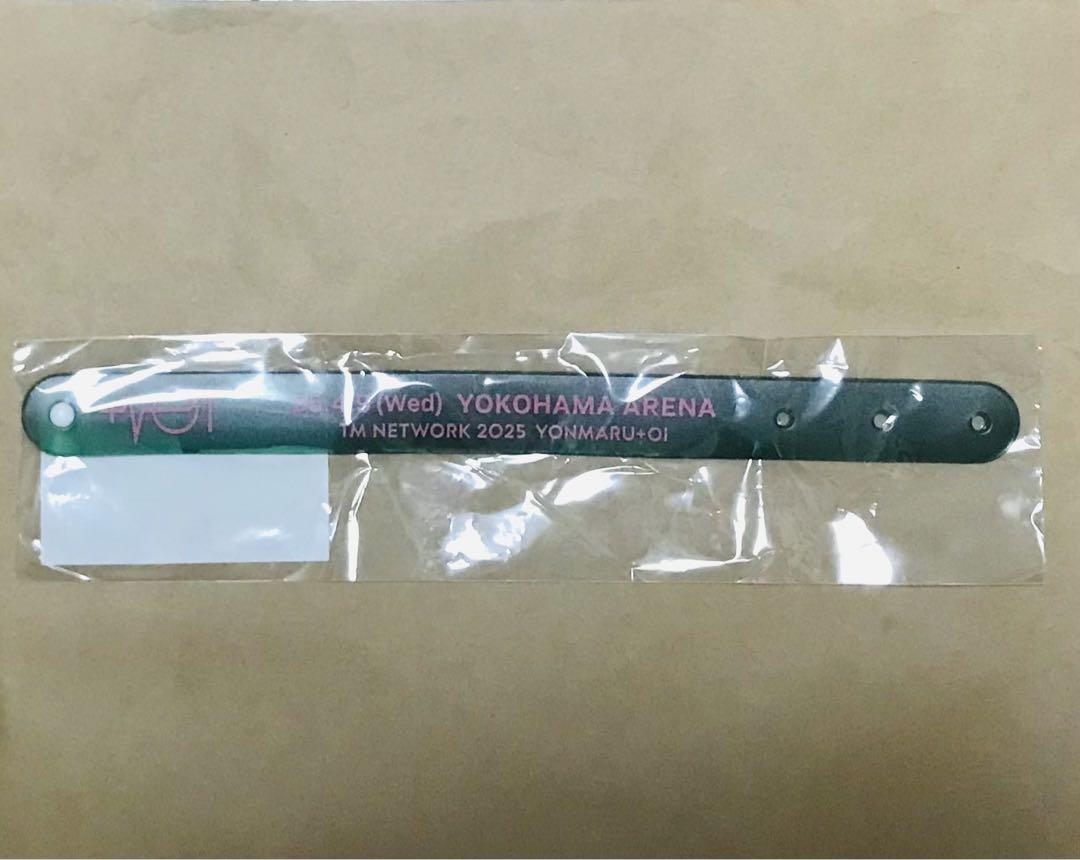 (Wed) YOKOHAMA ARENA
TM NETWORK 2025 YONMARU+01